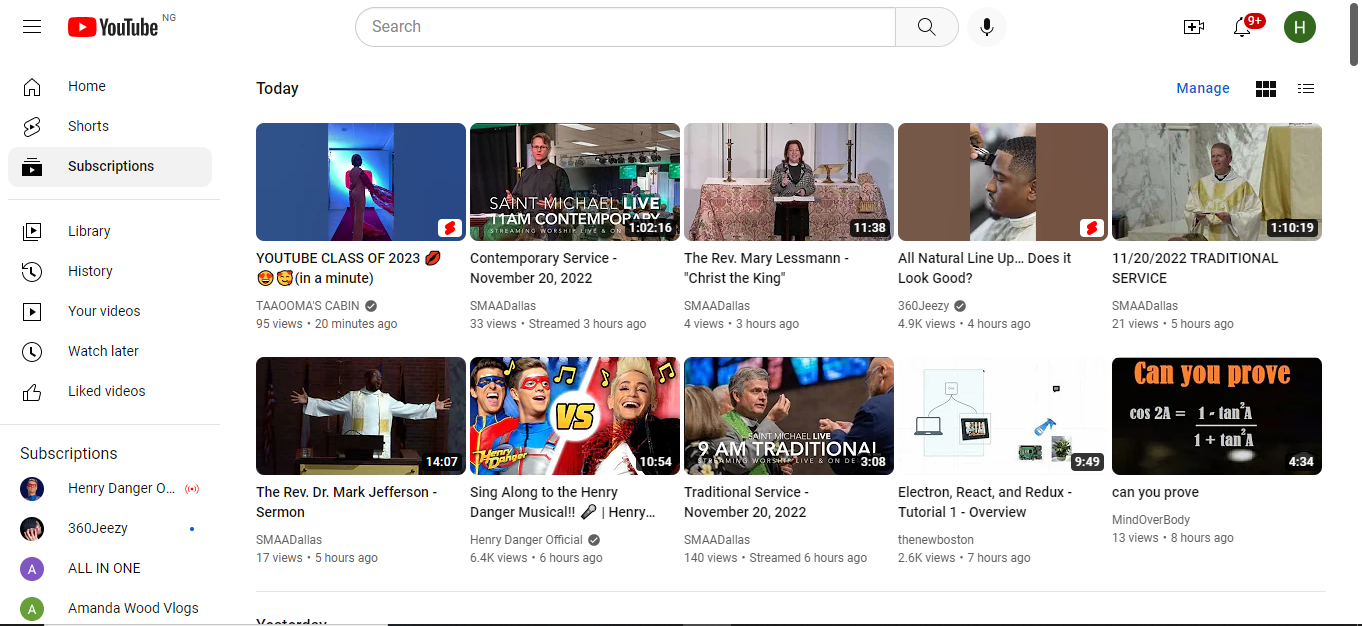 YouTube NG
Search
9+
H
Home
Shorts
Subscriptions
Library
History
Your videos
Watch later
Liked videos
Subscriptions
Henry Danger O...
360Jeezy
A ALL IN ONE
A Amanda Wood Vlogs
Today
Manage
YOUTUBE CLASS OF 2023 💋
😍🥰(in a minute)
TAAOOMA'S CABIN
95 views • 20 minutes ago
SAINT MICHAEL LIVE
11AM CONTEMPORARY
STREAMING WORSHIP LIVE & ON
1:02:16
Contemporary Service -
November 20, 2022
SMAADallas
33 views • Streamed 3 hours ago
11:38
The Rev. Mary Lessmann -
"Christ the King"
SMAADallas
4 views • 3 hours ago
All Natural Line Up... Does it
Look Good?
360Jeezy
4.9K views • 4 hours ago
1:10:19
11/20/2022 TRADITIONAL
SERVICE
SMAADallas
21 views • 5 hours ago
14:07
The Rev. Dr. Mark Jefferson -
Sermon
SMAADallas
17 views • 5 hours ago
VS
Henry
Danger
10:54
Sing Along to the Henry
Danger Musical!! 🎤 | Henry...
Henry Danger Official
6.4K views • 6 hours ago
SAINT MICHAEL LIVE
9 AM TRADITIONAL
STREAMING WORSHIP LIVE & ON DE
3:08
Traditional Service -
November 20, 2022
SMAADallas
140 views • Streamed 6 hours ago
9:49
Electron, React, and Redux -
Tutorial 1 - Overview
thenewboston
2.6K views • 7 hours ago
Can you prove
cos 2A = 1 - tan²A
1 + tan²A
4:34
can you prove
MindOverBody
13 views • 8 hours ago
Yesterday